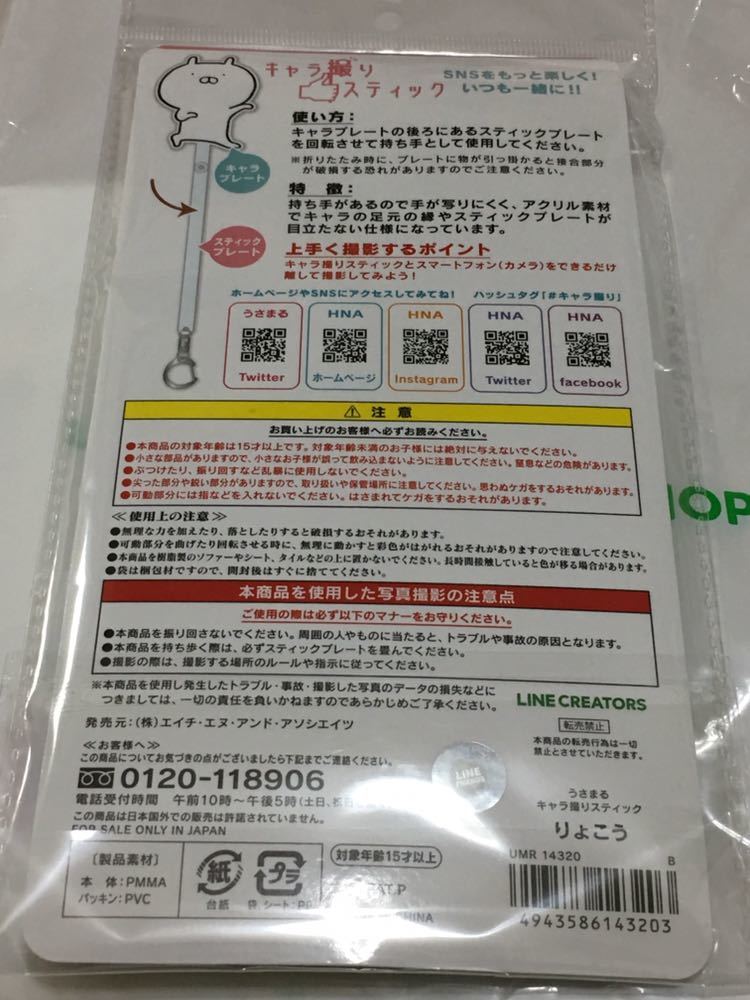 キャラ撮り
スティック
SNSをもっと楽しく！
いつも一緒に！！
使い方：
キャラプレートの後ろにあるスティックプレート
を回転させて持ち手として使用してください。
※折りたたみ時に、プレートに物が引っ掛かると接合部分
が破損する恐れがありますのでご注意ください。
キャラ
プレート
特　徴：
持ち手があるので手が写りにくく、アクリル素材
でキャラの足元の縁やスティックプレートが
目立たない仕様になっています。
スティック
プレート
上手く撮影するポイント
キャラ撮りスティックとスマートフォン（カメラ）をできるだけ
離して撮影してみよう！
ホームページやSNSにアクセスしてみてね！　ハッシュタグ「#キャラ撮り」
うさまる
Twitter
HNA
ホームページ
HNA
Instagram
HNA
Twitter
HNA
facebook
⚠ 注　意
お買い上げのお客様へ必ずお読みください。
●本商品の対象年齢は15才以上です。対象年齢未満のお子様には絶対に与えないでください。
●小さな部品がありますので、小さなお子様が誤って飲み込まないように注意してください。窒息などの危険があります。
●ぶつけたり、振り回すなど乱暴に使用しないでください。
●尖った部分や鋭い部分がありますので、取り扱いや保管場所に注意してください。思わぬケガをするおそれがあります。
●可動部分には指などを入れないでください。はさまれてケガをするおそれがあります。
≪使用上の注意≫
●無理な力を加えたり、落としたりすると破損するおそれがあります。
●可動部分を曲げたり回転させる時に、無理に動かすと彩色がはがれるおそれがありますので注意してください。
●本商品を樹脂製のソファーやシート、タイルなどの上に置かないでください。長時間接触していると色が移る場合があります。
●袋は梱包材ですので、開封後はすぐに捨ててください。
本商品を使用した写真撮影の注意点
ご使用の際は必ず以下のマナーをお守りください。
●本商品を振り回さないでください。周囲の人やものに当たると、トラブルや事故の原因となります。
●本商品を持ち歩く際は、必ずスティックプレートを畳んでください。
●撮影の際は、撮影する場所のルールや指示に従ってください。
※本商品を使用し発生したトラブル・事故・撮影した写真のデータの損失などに
つきましては、一切の責任を負いかねますのであらかじめご了承ください。
発売元：（株）エイチ・エヌ・アンド・アソシエイツ
LINE CREATORS
転売禁止
本商品の転売行為は一切
禁止とさせていただきます。
≪お客様へ≫
この商品についてお気づきの点がございましたら下記までご連絡ください。
0120-118906
電話受付時間　午前10時〜午後5時（土日、祝
この商品は日本国外での販売は許諾されていません。
FOR SALE ONLY IN JAPAN
LINE
FRIENDS
うさまる
キャラ撮りスティック
りょこう
［製品素材］
本　体：PMMA
パッキン：PVC
紙
台紙
プラ
袋、シート：PP
対象年齢15才以上
CHINA
UMR 14320
B
4943586143203
HOP